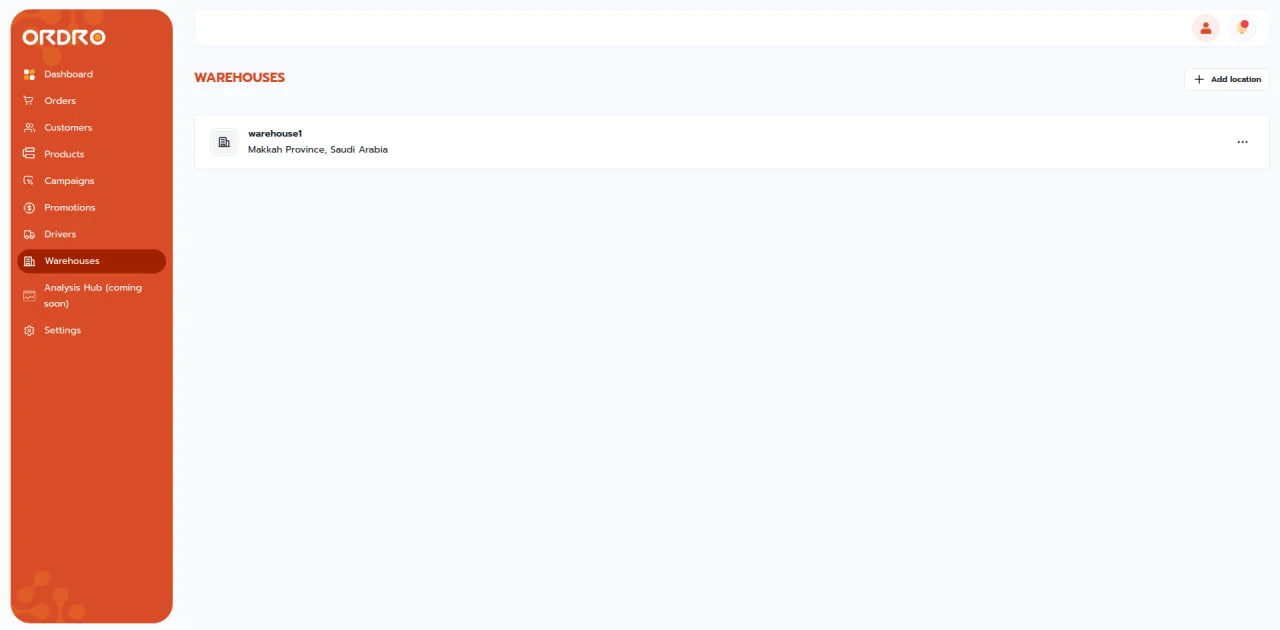 ORDRO
Dashboard
Orders
Customers
Products
Campaigns
Promotions
Drivers
Warehouses
Analysis Hub (coming
soon)
Settings
WAREHOUSES
Add location
warehouse1
Makkah Province, Saudi Arabia